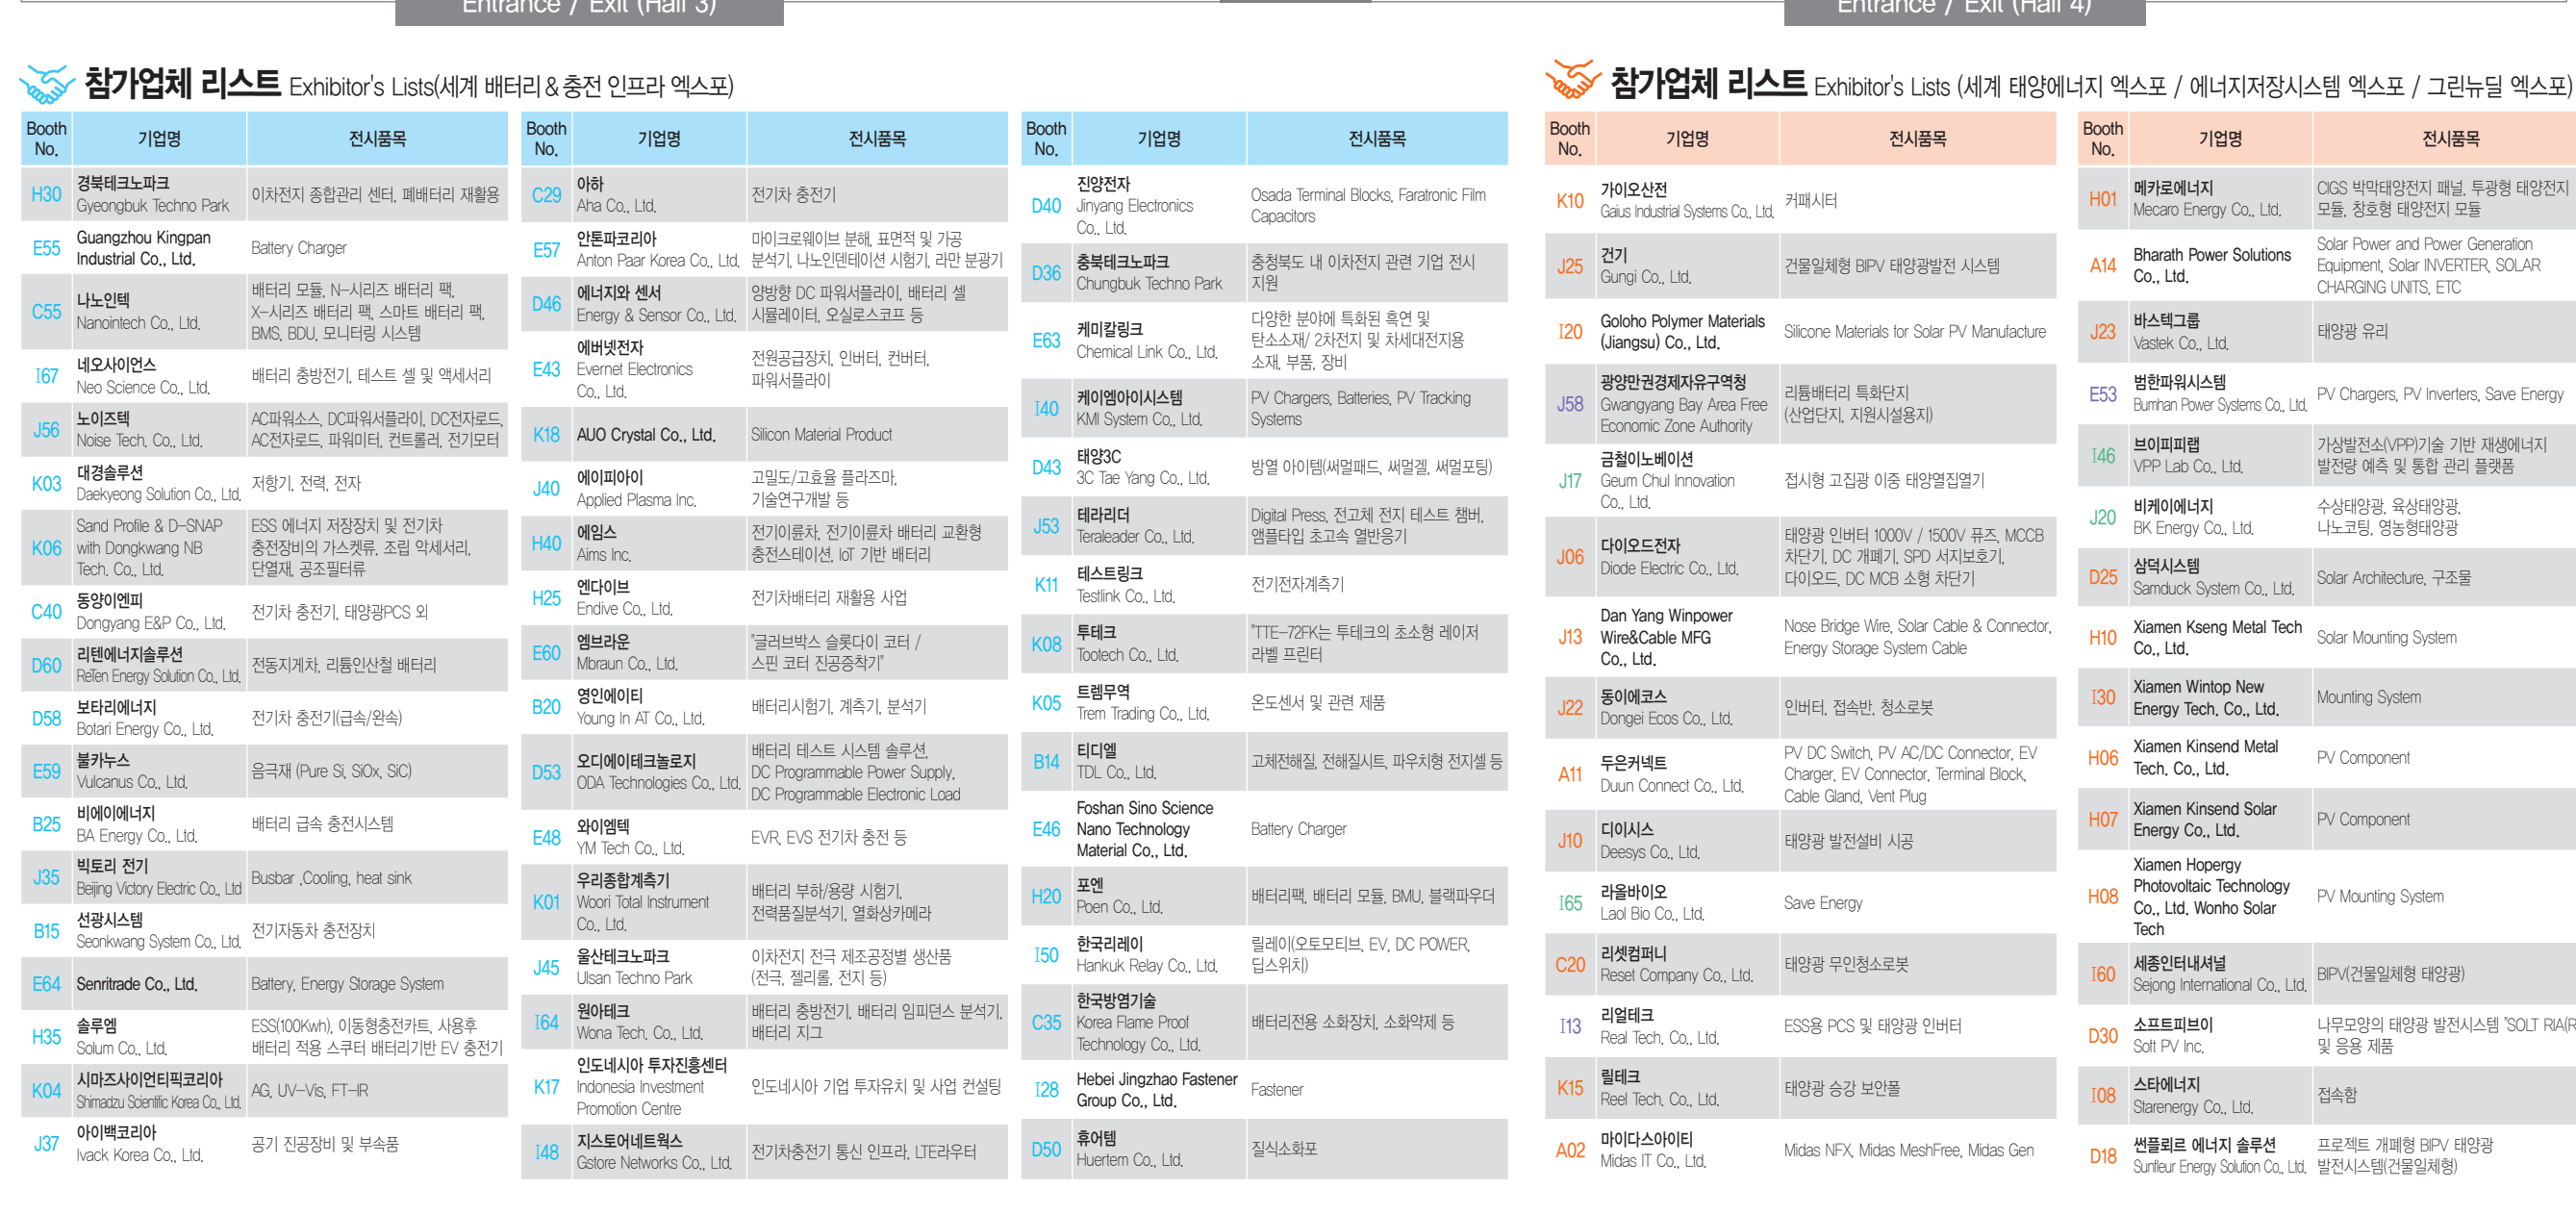 Entrance / Exit (Hall 3)
Entrance / Exit (Hall 4)
참가업체 리스트 Exhibitor's Lists(세계 배터리 & 충전 인프라 엑스포)
Booth No. 기업명 전시품목
H30 경북테크노파크 이차전지 종합관리 센터, 폐배터리 재활용
Gyeongbuk Techno Park
E55 Guangzhou Kingpan Battery Charger
Industrial Co., Ltd.
C55 나노인텍 배터리 모듈, N-시리즈 배터리 팩,
Nanointech Co., Ltd. X-시리즈 배터리 팩, 스마트 배터리 팩,
BMS, BDU, 모니터링 시스템
I67 네오사이언스 배터리 충방전기, 테스트 셀 및 액세서리
Neo Science Co., Ltd.
J56 노이즈텍 AC파워소스, DC파워서플라이, DC전자로드,
Noise Tech. Co., Ltd. AC전자로드, 파워미터, 컨트롤러, 전기모터
K03 대경솔루션 저항기, 전력, 전자
Daekyeong Solution Co., Ltd.
K06 Sand Profile & D-SNAP ESS 에너지 저장장치 및 전기차
with Dongkwang NB 충전장비의 가스켓류, 조립 악세서리,
Tech. Co., Ltd. 단열재, 공조필터류
C40 동양이엔피 전기차 충전기, 태양광PCS 외
Dongyang E&P Co., Ltd.
D60 리텐에너지솔루션 전동지게차, 리튬인산철 배터리
ReTen Energy Solution Co., Ltd.
D58 보타리에너지 전기차 충전기(급속/완속)
Botari Energy Co., Ltd.
E59 불카누스 음극재 (Pure Si, SiOx, SiC)
Vulcanus Co., Ltd.
B25 비에이에너지 배터리 급속 충전시스템
BA Energy Co., Ltd.
J35 빅토리 전기 Busbar ,Cooling, heat sink
Beijing Victory Electric Co., Ltd
B15 선광시스템 전기자동차 충전장치
Seonkwang System Co., Ltd.
E64 Senritrade Co., Ltd. Battery, Energy Storage System
H35 솔루엠 ESS(100Kwh), 이동형충전카트, 사용후
Solum Co., Ltd. 배터리 적용 스쿠터 배터리기반 EV 충전기
K04 시마즈사이언티픽코리아 AG, UV-Vis, FT-IR
Shimadzu Scientific Korea Co., Ltd.
J37 아이백코리아 공기 진공장비 및 부속품
Ivack Korea Co., Ltd.
Booth No. 기업명 전시품목
C29 아하 전기차 충전기
Aha Co., Ltd.
E57 안톤파코리아 마이크로웨이브 분해, 표면적 및 가공
Anton Paar Korea Co., Ltd. 분석기, 나노인덴테이션 시험기, 라만 분광기
D46 에너지와 센서 양방향 DC 파워서플라이, 배터리 셀
Energy & Sensor Co., Ltd. 시뮬레이터, 오실로스코프 등
E43 에버넷전자 전원공급장치, 인버터, 컨버터,
Evernet Electronics 파워서플라이
Co., Ltd.
K18 AUO Crystal Co., Ltd. Silicon Material Product
J40 에이피아이 고밀도/고효율 플라즈마,
Applied Plasma Inc. 기술연구개발 등
H40 에임스 전기이륜차, 전기이륜차 배터리 교환형
Aims Inc. 충전스테이션, IoT 기반 배터리
H25 엔다이브 전기차배터리 재활용 사업
Endive Co., Ltd.
E60 엠브라운 "글러브박스 슬롯다이 코터 /
Mbraun Co., Ltd. 스핀 코터 진공증착기"
B20 영인에이티 배터리시험기, 계측기, 분석기
Young In AT Co., Ltd.
D53 오디에이테크놀로지 배터리 테스트 시스템 솔루션,
ODA Technologies Co., Ltd. DC Programmable Power Supply,
DC Programmable Electronic Load
E48 와이엠텍 EVR, EVS 전기차 충전 등
YM Tech Co., Ltd.
K01 우리종합계측기 배터리 부하/용량 시험기,
Woori Total Instrument 전력품질분석기, 열화상카메라
Co., Ltd.
J45 울산테크노파크 이차전지 전극 제조공정별 생산품
Ulsan Techno Park (전극, 젤리롤, 전지 등)
I64 원아테크 배터리 충방전기, 배터리 임피던스 분석기,
Wona Tech. Co., Ltd. 배터리 지그
K17 인도네시아 투자진흥센터 인도네시아 기업 투자유치 및 사업 컨설팅
Indonesia Investment
Promotion Centre
I48 지스토어네트웍스 전기차충전기 통신 인프라, LTE라우터
Gstore Networks Co., Ltd.
Booth No. 기업명 전시품목
D40 진양전자 Osada Terminal Blocks, Faratronic Film
Jinyang Electronics Capacitors
Co., Ltd.
D36 충북테크노파크 충청북도 내 이차전지 관련 기업 전시
Chungbuk Techno Park 지원
E63 케미칼링크 다양한 분야에 특화된 흑연 및
Chemical Link Co., Ltd. 탄소소재/ 2차전지 및 차세대전지용
소재, 부품, 장비
I40 케이엠아이시스템 PV Chargers, Batteries, PV Tracking
KMI System Co., Ltd. Systems
D43 태양3C 방열 아이템(써멀패드, 써멀겔, 써멀포팅)
3C Tae Yang Co., Ltd.
J53 테라리더 Digital Press, 전고체 전지 테스트 챔버,
Teraleader Co., Ltd. 앰플타입 초고속 열반응기
K11 테스트링크 전기전자계측기
Testlink Co., Ltd.
K08 투테크 "TTE-72FK는 투테크의 초소형 레이저
Tootech Co., Ltd. 라벨 프린터
K05 트렘무역 온도센서 및 관련 제품
Trem Trading Co., Ltd.
B14 티디엘 고체전해질, 전해질시트, 파우치형 전지셀 등
TDL Co., Ltd.
E46 Foshan Sino Science Battery Charger
Nano Technology
Material Co., Ltd.
H20 포엔 배터리팩, 배터리 모듈, BMU, 블랙파우더
Poen Co., Ltd.
I50 한국리레이 릴레이(오토모티브, EV, DC POWER,
Hankuk Relay Co., Ltd. 딥스위치)
C35 한국방염기술 배터리전용 소화장치, 소화약제 등
Korea Flame Proof
Technology Co., Ltd.
I28 Hebei Jingzhao Fastener Fastener
Group Co., Ltd.
D50 휴어템 질식소화포
Huertem Co., Ltd.
참가업체 리스트 Exhibitor's Lists (세계 태양에너지 엑스포 / 에너지저장시스템 엑스포 / 그린뉴딜 엑스포)
Booth No. 기업명 전시품목
K10 가이오산전 커패시터
Gaius Industrial Systems Co., Ltd.
J25 건기 건물일체형 BIPV 태양광발전 시스템
Gungi Co., Ltd.
I20 Goloho Polymer Materials Silicone Materials for Solar PV Manufacture
(Jiangsu) Co., Ltd.
J58 광양만권경제자유구역청 리튬배터리 특화단지
Gwangyang Bay Area Free (산업단지, 지원시설용지)
Economic Zone Authority
J17 금철이노베이션 접시형 고집광 이중 태양열집열기
Geum Chul Innovation
Co., Ltd.
J06 다이오드전자 태양광 인버터 1000V / 1500V 퓨즈, MCCB
Diode Electric Co., Ltd. 차단기, DC 개폐기, SPD 서지보호기,
다이오드, DC MCB 소형 차단기
J13 Dan Yang Winpower Nose Bridge Wire, Solar Cable & Connector,
Wire&Cable MFG Energy Storage System Cable
Co., Ltd.
J22 동이에코스 인버터, 접속반, 청소로봇
Dongei Ecos Co., Ltd.
A11 두은커넥트 PV DC Switch, PV AC/DC Connector, EV
Duun Connect Co., Ltd. Charger, EV Connector, Terminal Block,
Cable Gland, Vent Plug
J10 디이시스 태양광 발전설비 시공
Deesys Co., Ltd.
I65 라올바이오 Save Energy
Laol Bio Co., Ltd.
C20 리셋컴퍼니 태양광 무인청소로봇
Reset Company Co., Ltd.
I13 리얼테크 ESS용 PCS 및 태양광 인버터
Real Tech. Co., Ltd.
K15 릴테크 태양광 승강 보안폴
Reel Tech. Co., Ltd.
A02 마이다스아이티 Midas NFX, Midas MeshFree, Midas Gen
Midas IT Co., Ltd.
Booth No. 기업명 전시품목
H01 메카로에너지 CIGS 박막태양전지 패널, 투광형 태양전지
Mecaro Energy Co., Ltd. 모듈, 창호형 태양전지 모듈
A14 Bharath Power Solutions Solar Power and Power Generation
Co., Ltd. Equipment, Solar INVERTER, SOLAR
CHARGING UNITS, ETC
J23 바스텍그룹 태양광 유리
Vastek Co., Ltd.
E53 범한파워시스템 PV Chargers, PV Inverters, Save Energy
Bumhan Power Systems Co., Ltd.
I46 브이피피랩 가상발전소(VPP)기술 기반 재생에너지
VPP Lab Co., Ltd. 발전량 예측 및 통합 관리 플랫폼
J20 비케이에너지 수상태양광, 육상태양광,
BK Energy Co., Ltd. 나노코팅, 영농형태양광
D25 삼덕시스템 Solar Architecture, 구조물
Samduck System Co., Ltd.
H10 Xiamen Kseng Metal Tech Solar Mounting System
Co., Ltd.
I30 Xiamen Wintop New Mounting System
Energy Tech. Co., Ltd.
H06 Xiamen Kinsend Metal PV Component
Tech. Co., Ltd.
H07 Xiamen Kinsend Solar PV Component
Energy Co., Ltd.
H08 Xiamen Hopergy PV Mounting System
Photovoltaic Technology
Co., Ltd. Wonho Solar
Tech
I60 세종인터내셔널 BIPV(건물일체형 태양광)
Sejong International Co., Ltd.
D30 소프트피브이 나무모양의 태양광 발전시스템 "SOLT RIA(R
Soft PV Inc. 및 응용 제품
I08 스타에너지 접속함
Starenergy Co., Ltd.
D18 썬플뢰르 에너지 솔루션 프로젝트 개폐형 BIPV 태양광
Sunfleur Energy Solution Co., Ltd. 발전시스템(건물일체형)